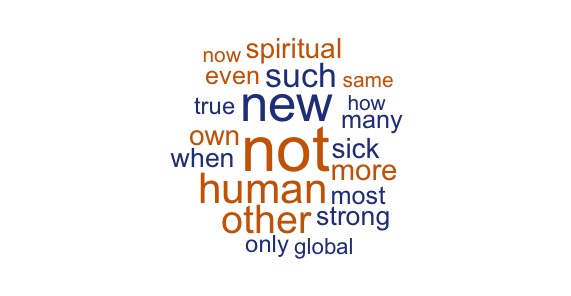 now spiritual
even such same
true new how
many
own not sick
when more
human most
other strong
only global